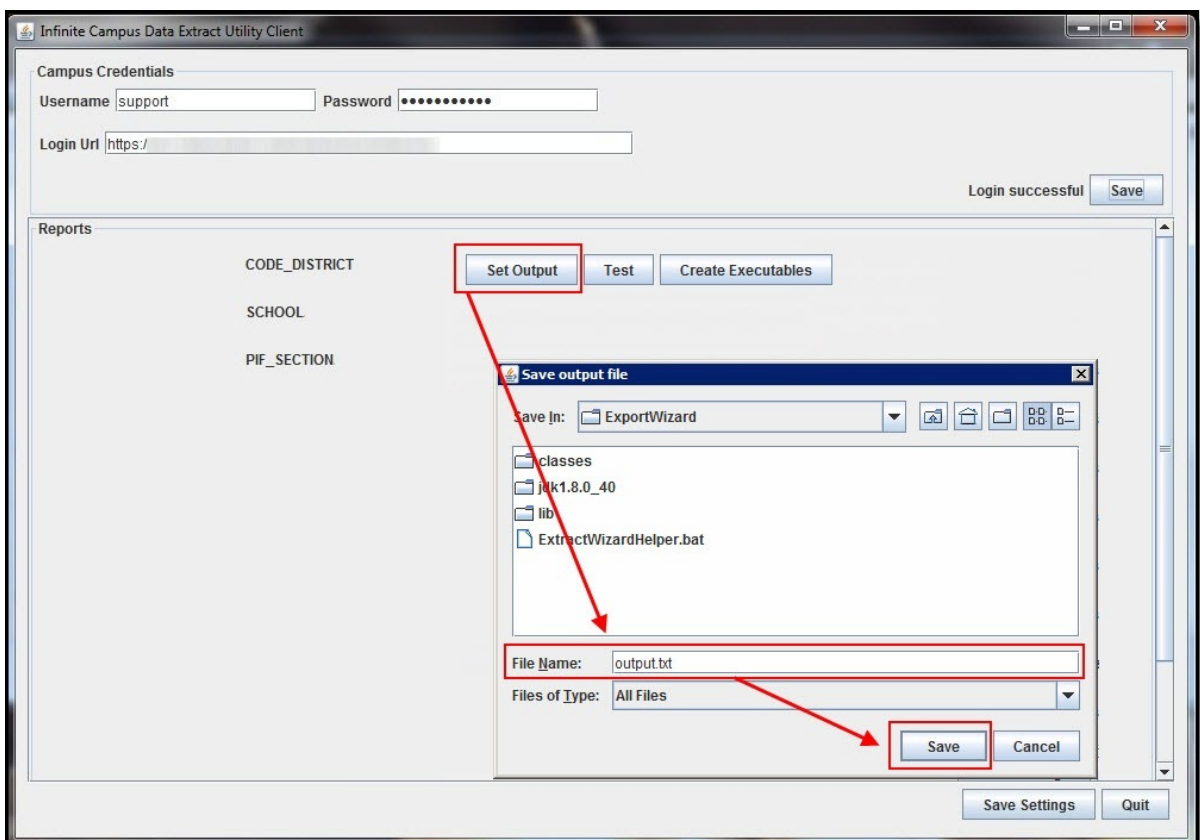 Infinite Campus Data Extract Utility Client
Campus Credentials
Username support Password ●●●●●●●●●●●
Login Url https:/
Login successful Save
Reports
CODE_DISTRICT Set Output Test Create Executables
SCHOOL
PIF_SECTION
Save output file
Save In: ExportWizard
classes
jdk1.8.0_40
lib
ExtractWizardHelper.bat
File Name: output.txt
Files of Type: All Files
Save Cancel
Save Settings Quit